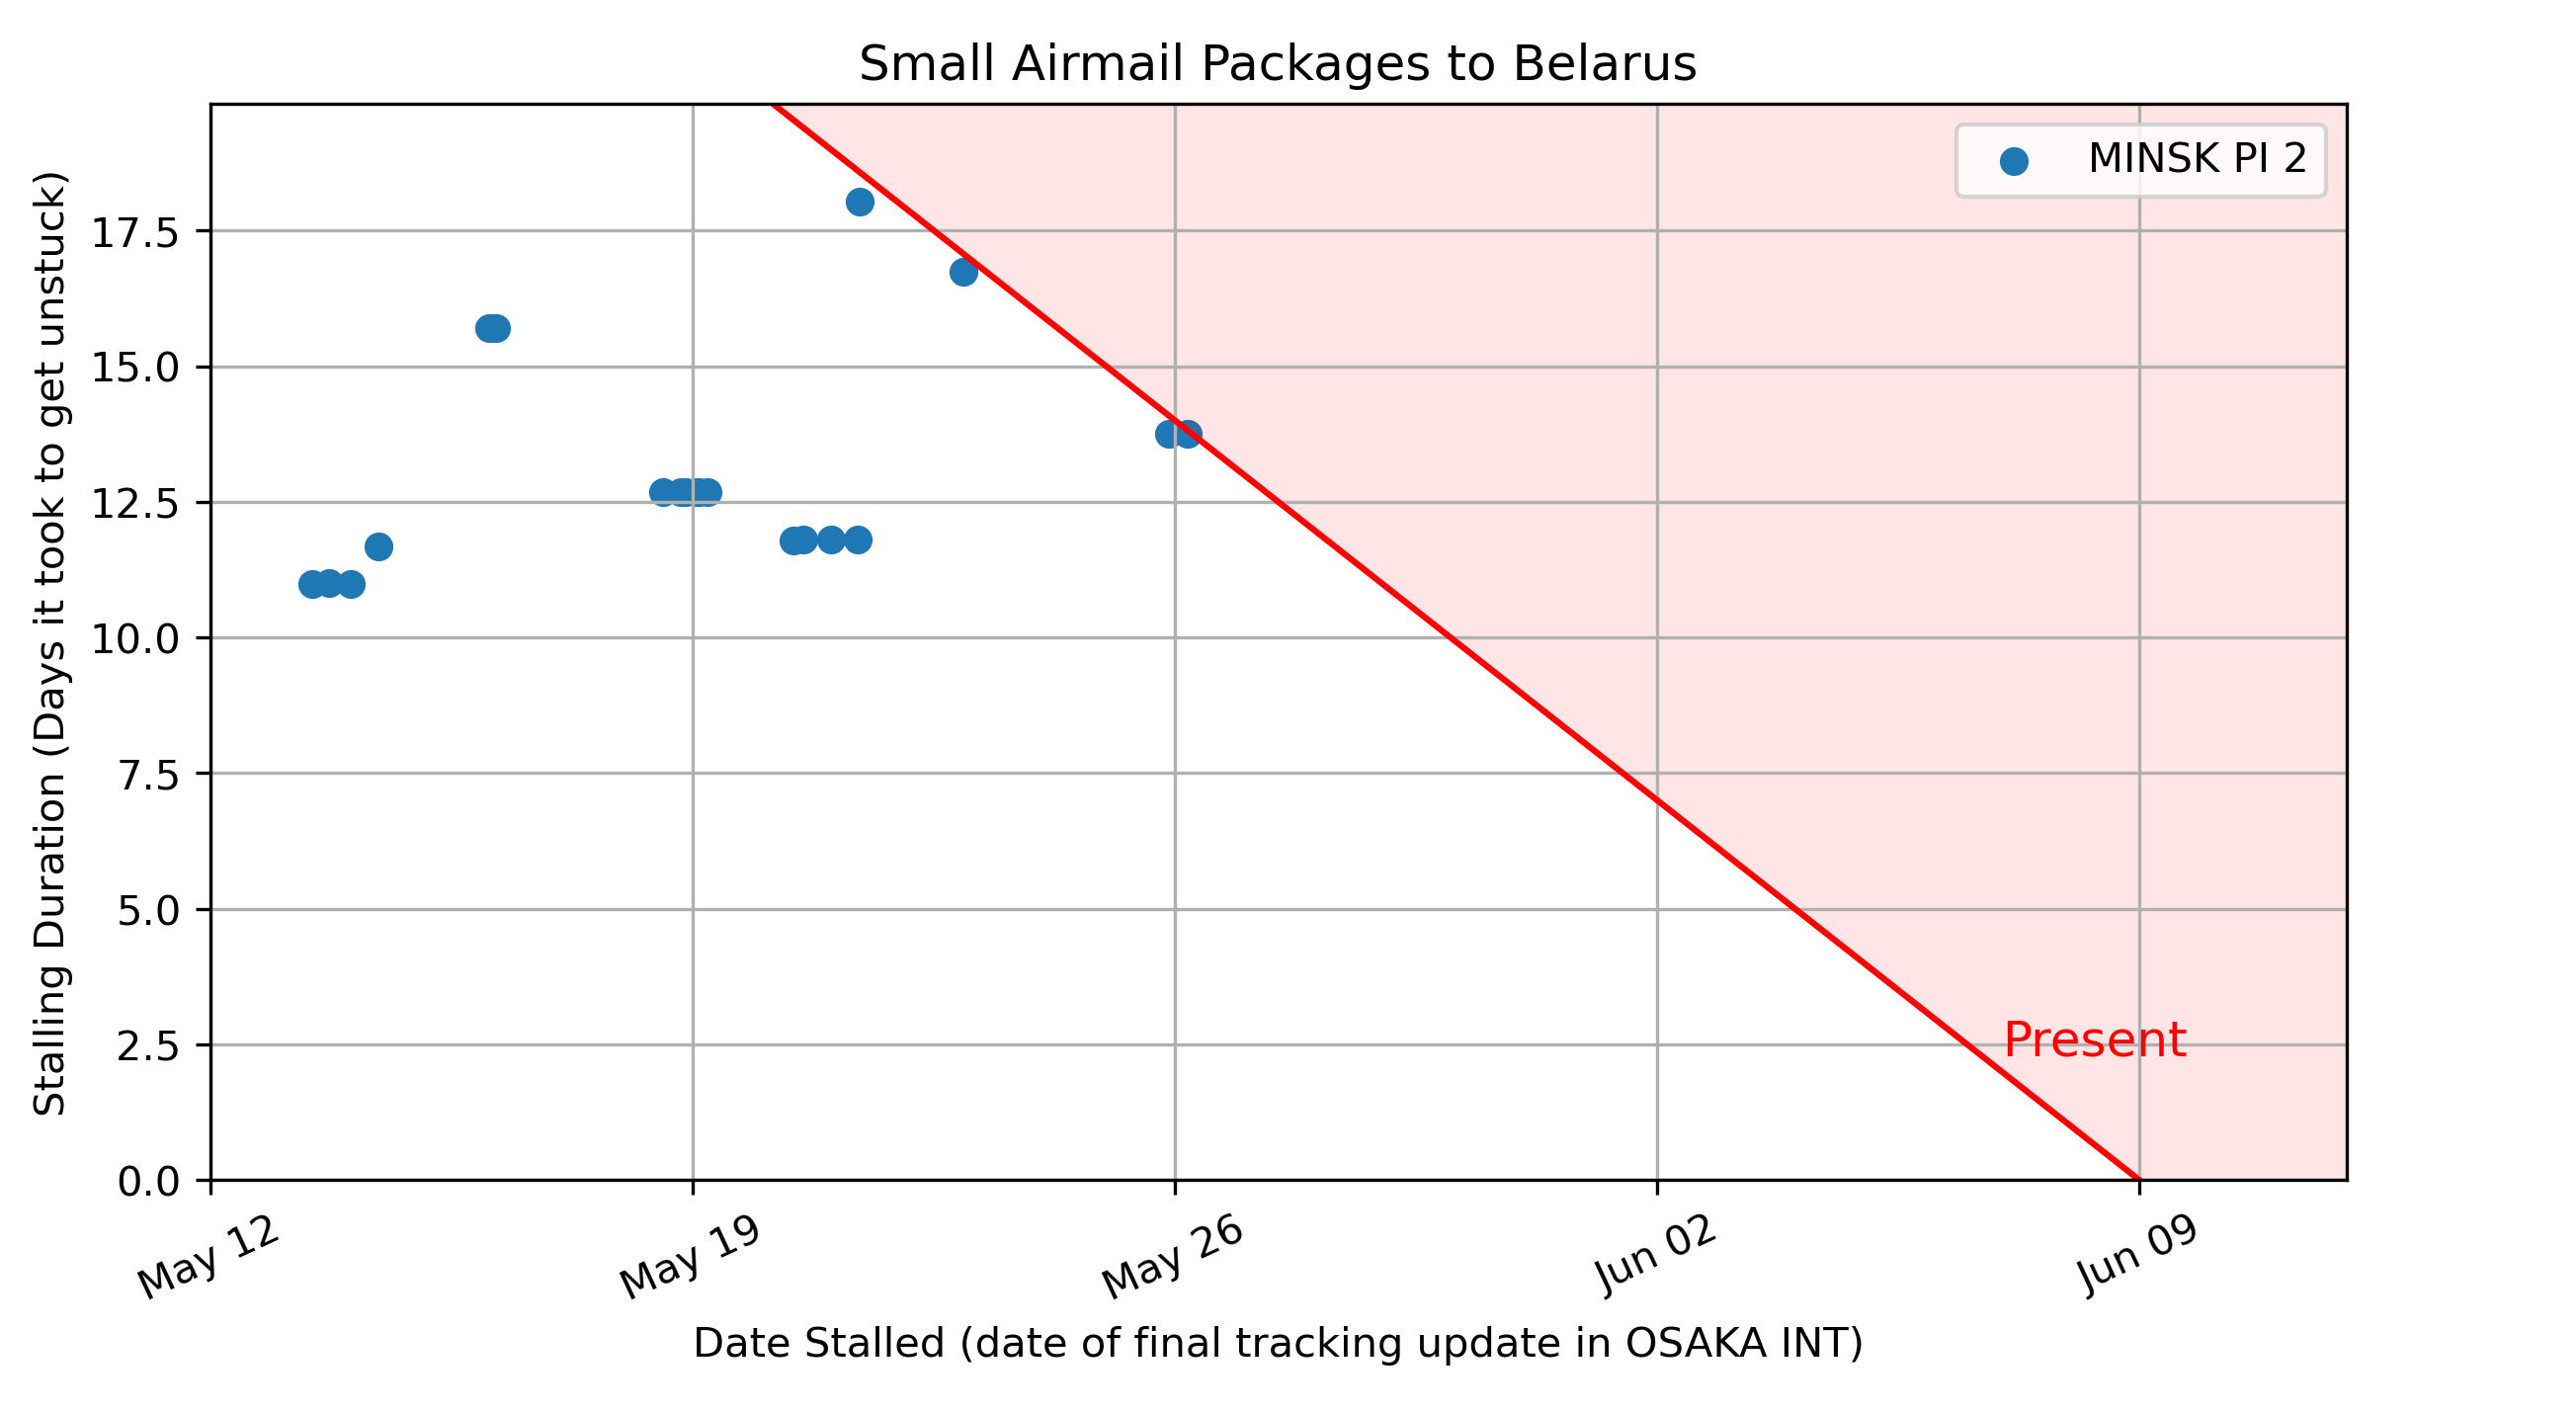 Small Airmail Packages to Belarus
MINSK PI 2
Stalling Duration (Days it took to get unstuck)
17.5
15.0
12.5
10.0
7.5
5.0
2.5
0.0
Present
May 12
May 19
May 26
Jun 02
Jun 09
Date Stalled (date of final tracking update in OSAKA INT)